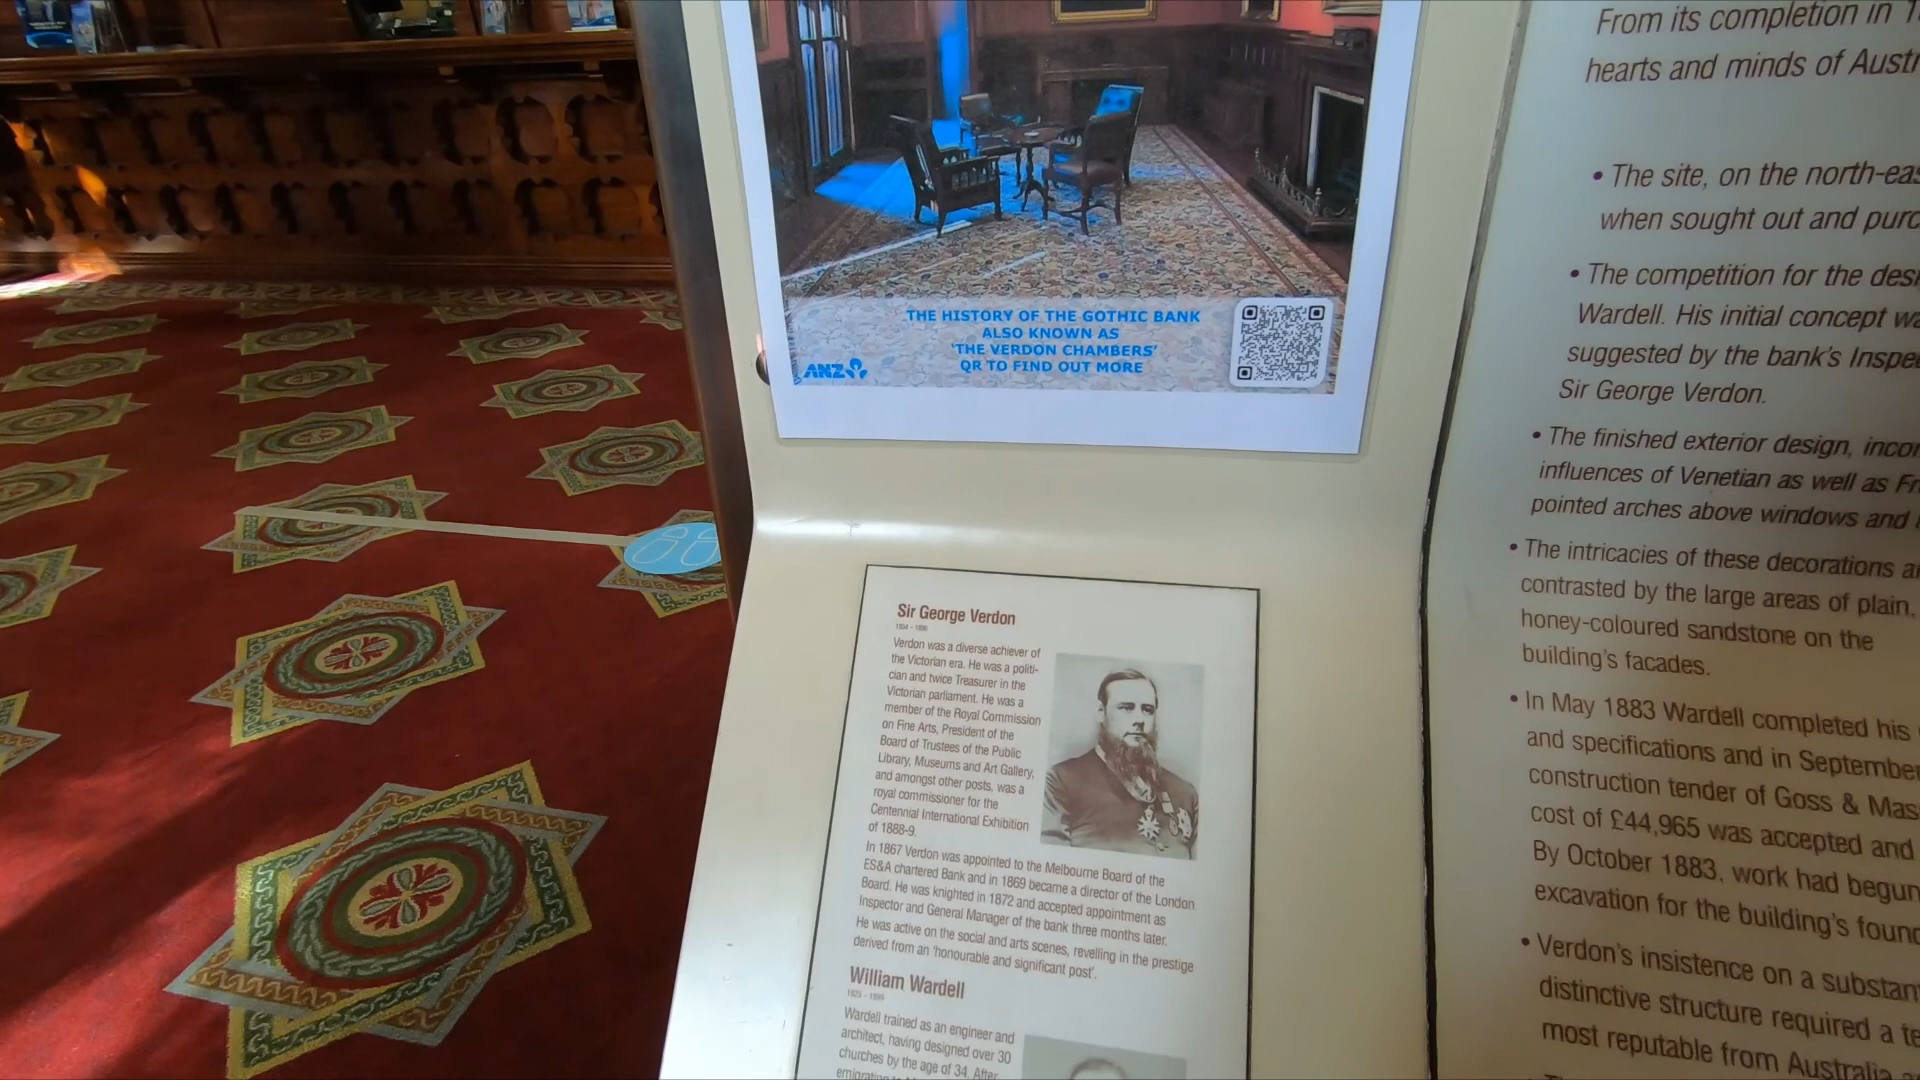 THE HISTORY OF THE GOTHIC BANK
ALSO KNOWN AS
'THE VERDON CHAMBERS'
QR TO FIND OUT MORE
ANZ
Sir George Verdon
Verdon was a diverse achiever of
the Victorian era. He was a politi-
cian and twice Treasurer in the
Victorian parliament. He was a
member of the Royal Commission
on Fine Arts, President of the
Board of Trustees of the Public
Library, Museums and Art Gallery,
and amongst other posts, was a
royal commissioner for the
Centennial International Exhibition
of 1888-9.
In 1867 Verdon was appointed to the Melbourne Board of the
ES&A chartered Bank and in 1869 became a director of the London
Board. He was knighted in 1872 and accepted appointment as
Inspector and General Manager of the bank three months later.
He was active on the social and arts scenes, revelling in the prestige
derived from an 'honourable and significant post'.
William Wardell
Wardell trained as an engineer and
architect, having designed over 30
churches by the age of 34. After
From its completion in
hearts and minds of
• The site, on the
when sought out and
• The competition for the
Wardell. His initial concept
suggested by the bank's
Sir George Verdon.
• The finished exterior design,
influences of Venetian as well as
pointed arches above windows and
• The intricacies of these decorations
contrasted by the large areas of plain,
honey-coloured sandstone on the
building's facades.
• In May 1883 Wardell completed his
and specifications and in September
construction tender of Goss &
cost of £44,965 was accepted and
By October 1883, work had begun
excavation for the building's
• Verdon's insistence on a
distinctive structure required a
most reputable from Australia